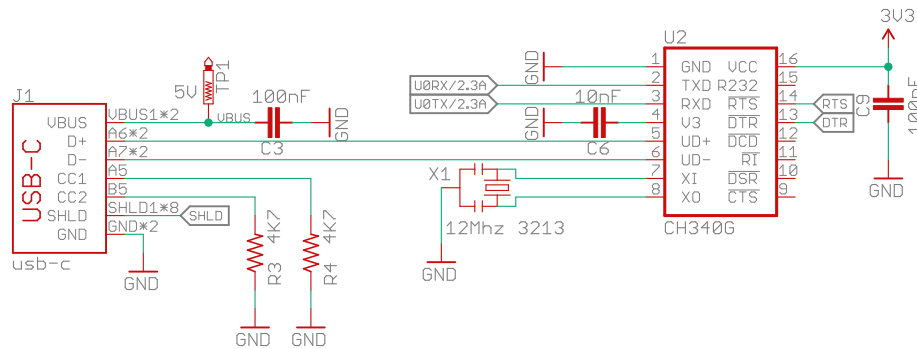 3V3
U2
GND
1
GND
VCC
16
U0RX/2.3A
2
TXD
R232
15
U0TX/2.3A
3
RXD
RTS
14
RTS
GND
10nF
C6
4
V3
DTR
13
DTR
5
UD+
DCD
12
6
UD-
RI
11
7
XI
DSR
10
8
XO
CTS
9
CH340G
C9
100nF
GND
X1
12Mhz 3213
GND
TP1
5V
J1
100nF
C3
GND
USB-C
VBUS
VBUS1*2
VBUS
D+
A6*2
D-
A7*2
CC1
A5
CC2
B5
SHLD
SHLD1*8
SHLD
GND
GND*2
usb-c
GND
4K7
R3
4K7
R4
GND
GND